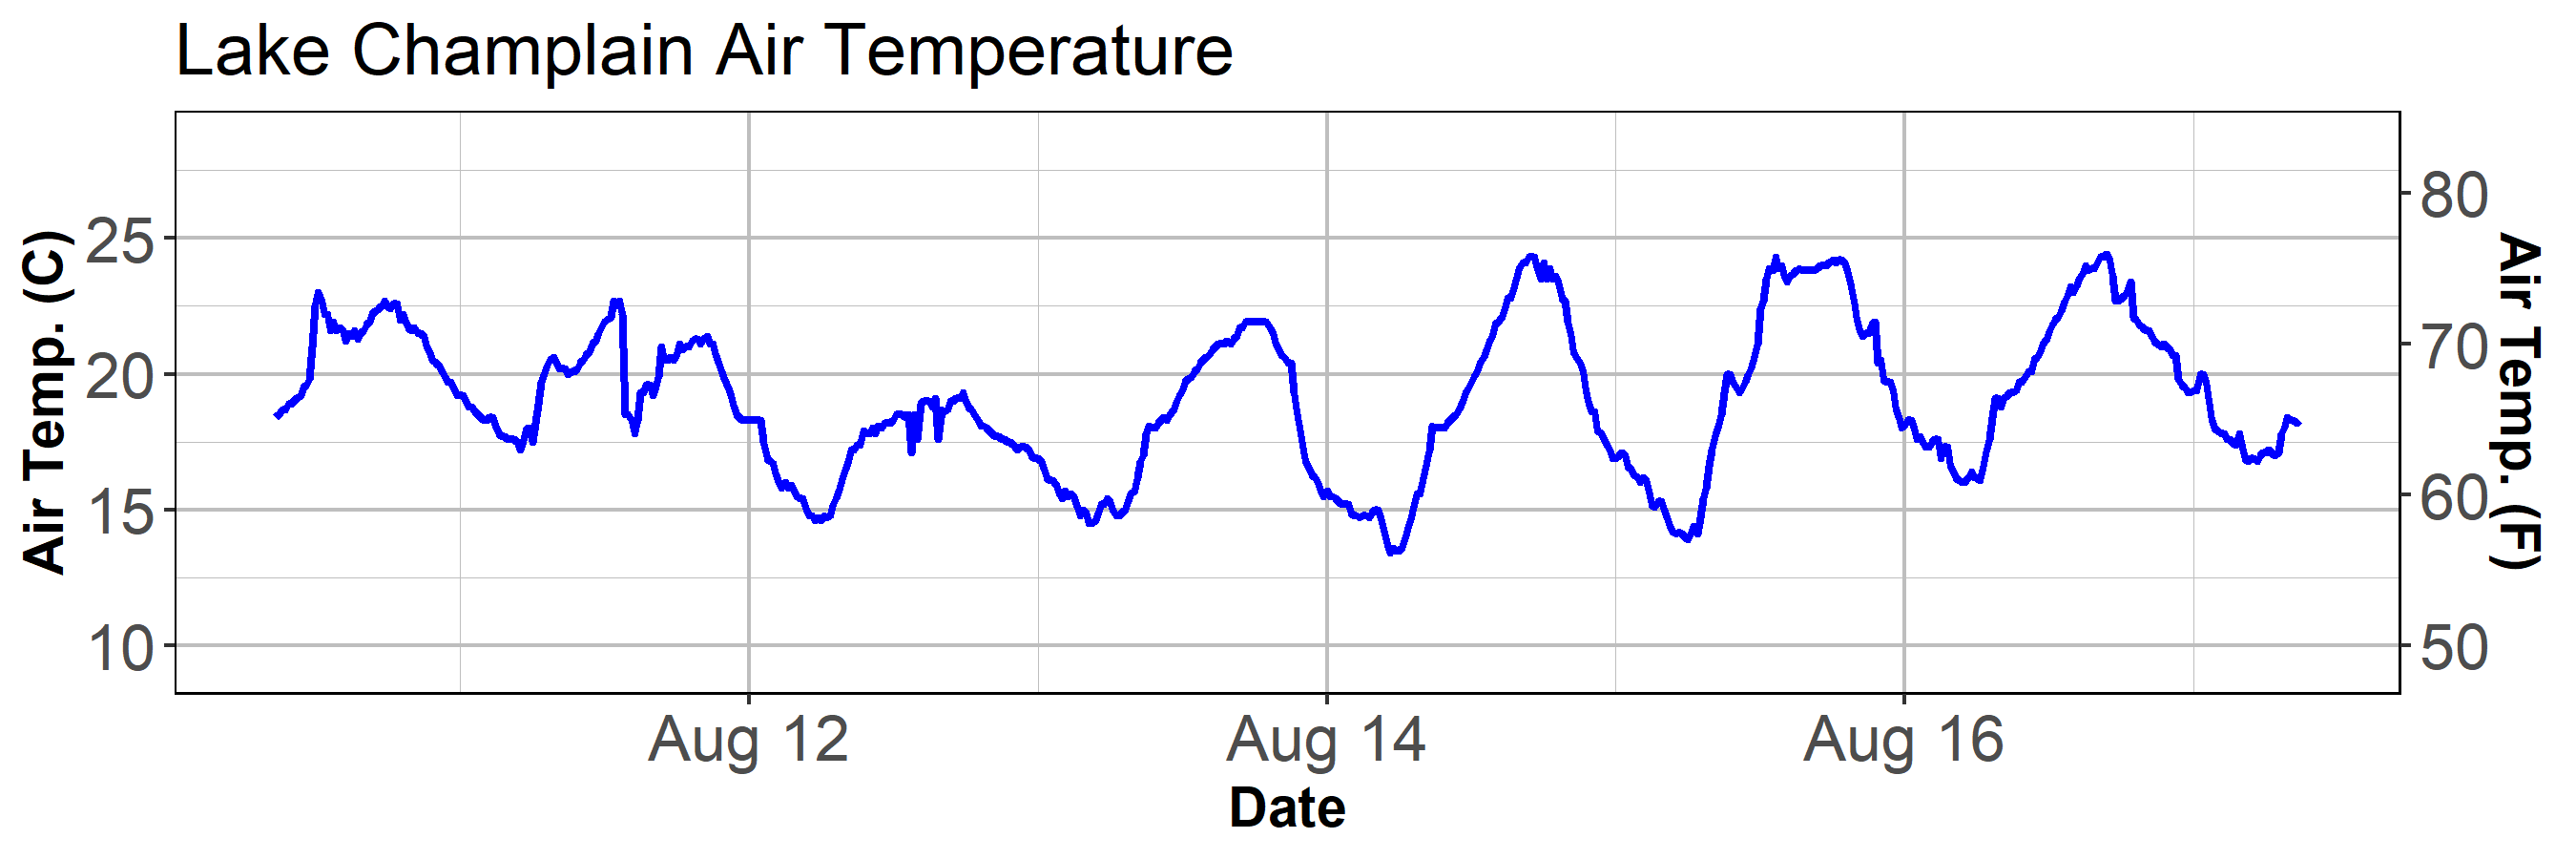 Lake Champlain Air Temperature
Air Temp. (C)
25
20
15
10
80
70
60
50
Air Temp. (F)
Aug 12
Aug 14
Aug 16
Date